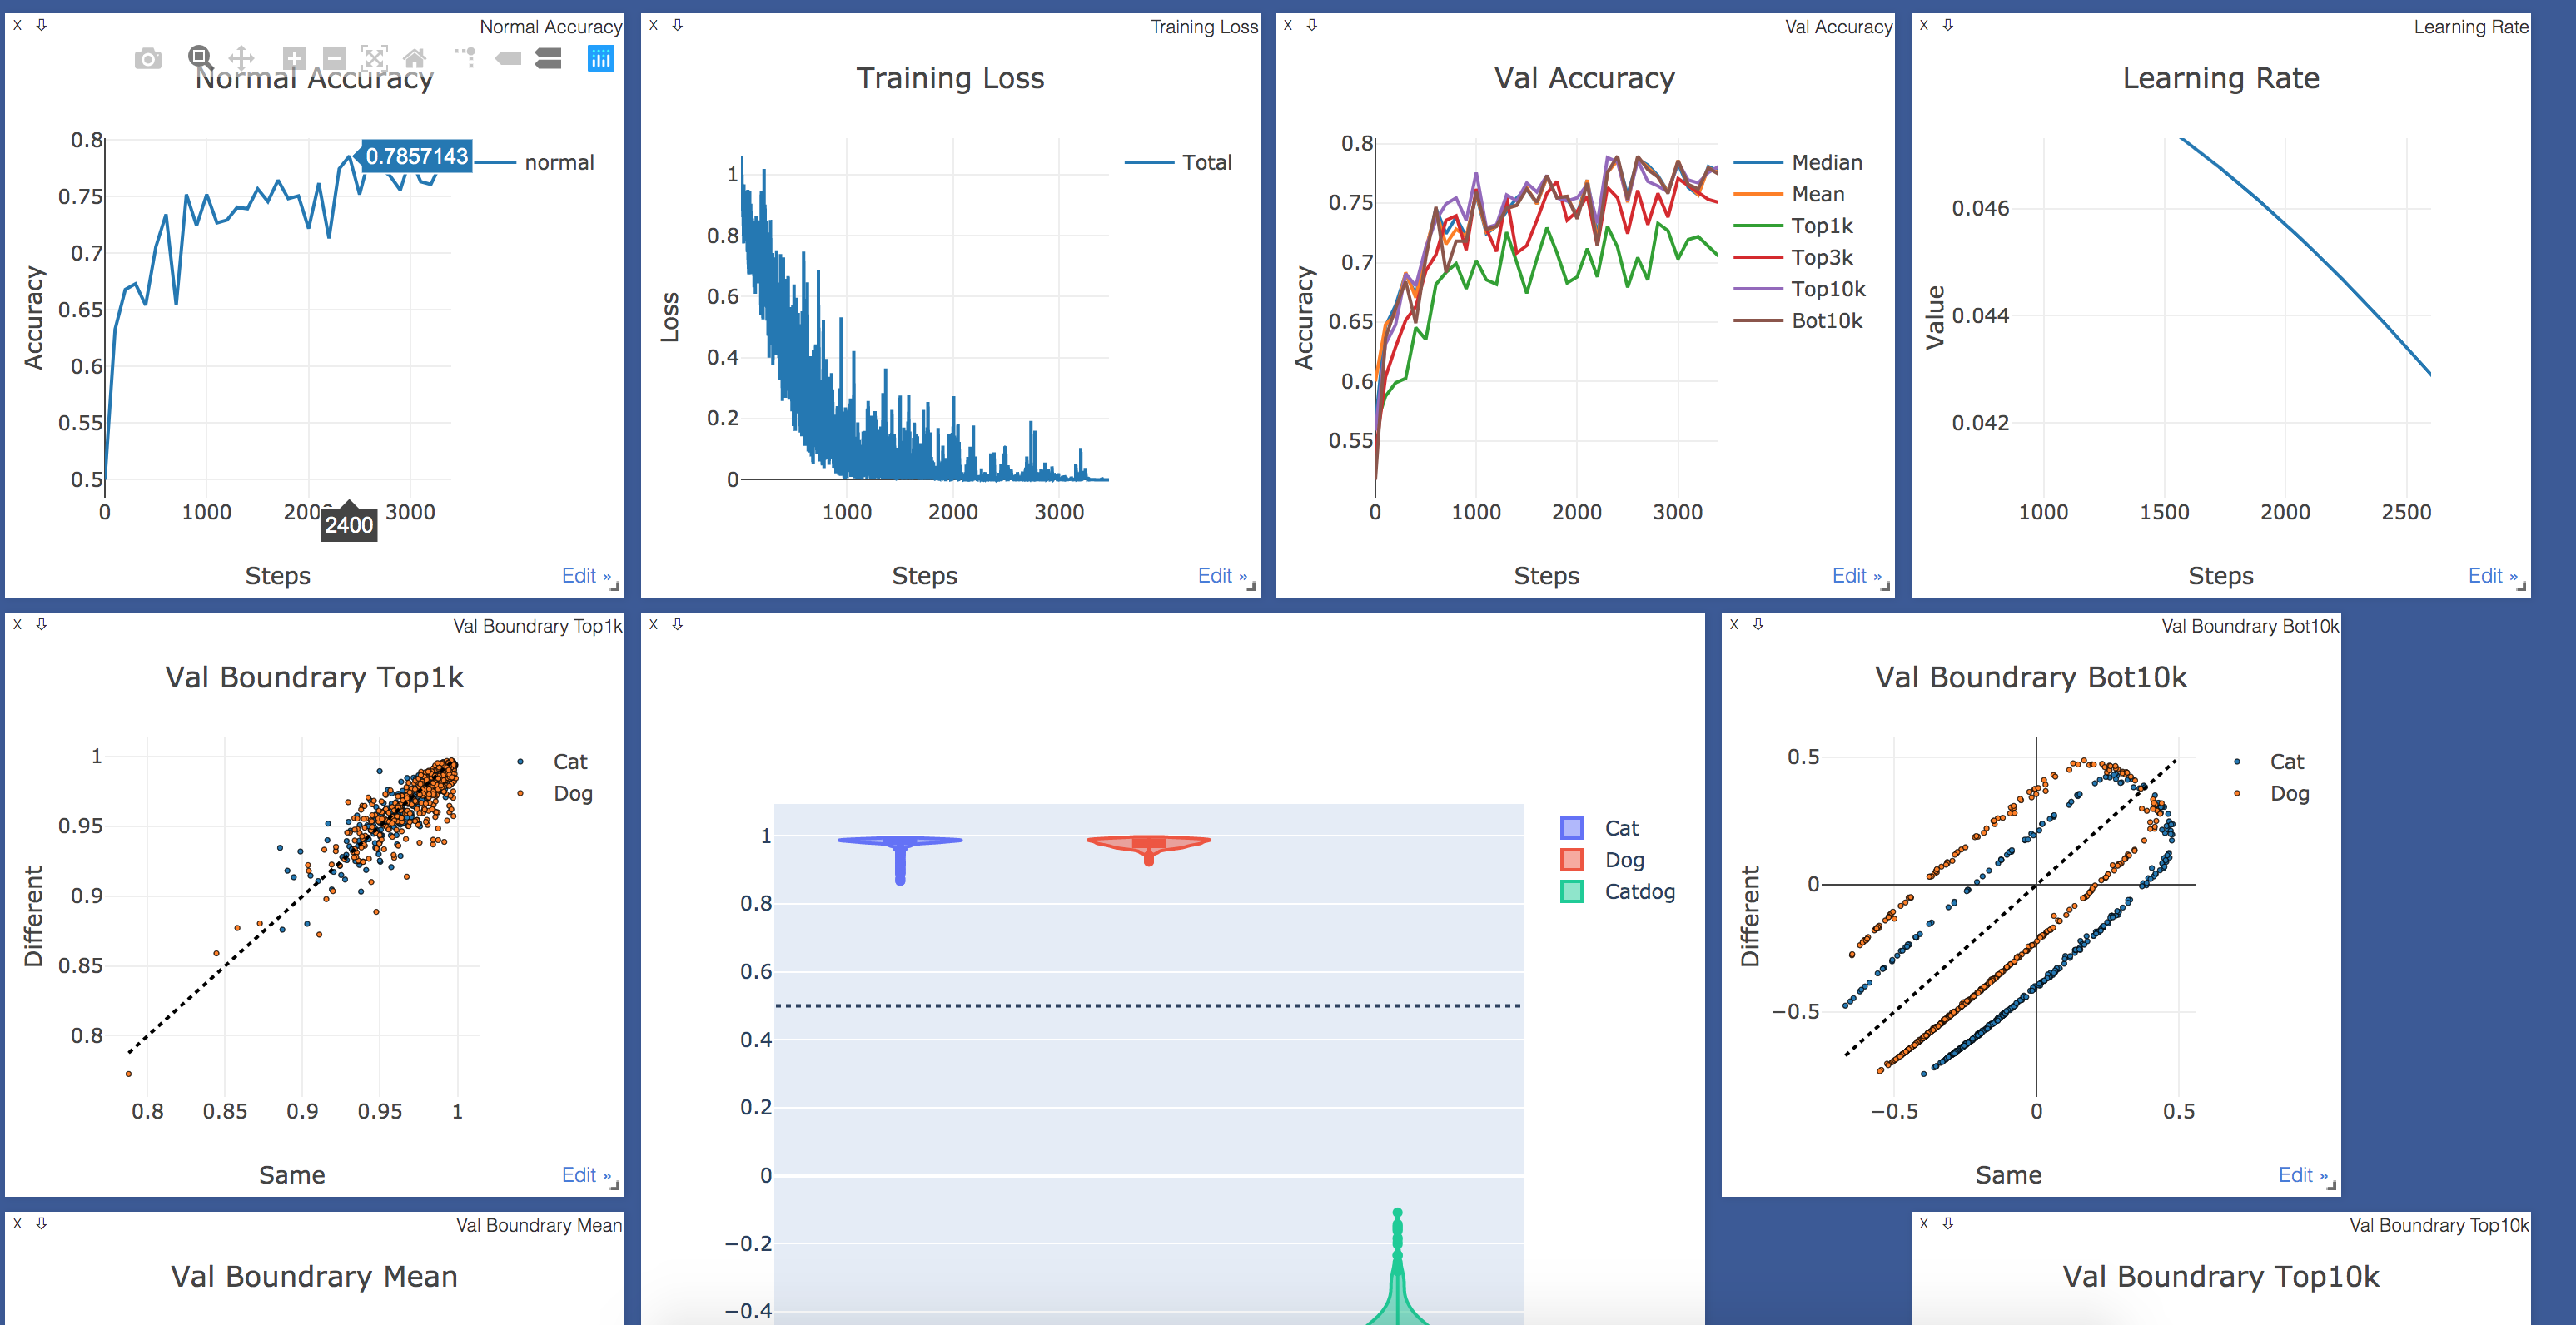 X ⇩ Normal Accuracy
Normal Accuracy
0.8
0.75
0.7
0.65
0.6
0.55
0.5
Accuracy
0.7857143
normal
0 1000 2000 3000
2400
Steps
Edit »
X ⇩ Training Loss
Training Loss
1
0.8
0.6
0.4
0.2
0
Loss
Total
1000 2000 3000
Steps
Edit »
X ⇩ Val Accuracy
Val Accuracy
0.8
0.75
0.7
0.65
0.6
0.55
Accuracy
Median
Mean
Top1k
Top3k
Top10k
Bot10k
0 1000 2000 3000
Steps
Edit »
X ⇩ Learning Rate
Learning Rate
0.046
0.044
0.042
Value
1000 1500 2000 2500
Steps
Edit »
X ⇩ Val Boundrary Top1k
Val Boundrary Top1k
1
0.95
0.9
0.85
0.8
Different
Cat
Dog
0.8 0.85 0.9 0.95 1
Same
Edit »
X ⇩
1
0.8
0.6
0.4
0.2
0
−0.2
−0.4
Cat
Dog
Catdog
X ⇩ Val Boundrary Bot10k
Val Boundrary Bot10k
0.5
0
−0.5
Different
Cat
Dog
−0.5 0 0.5
Same
Edit »
X ⇩ Val Boundrary Mean
Val Boundrary Mean
X ⇩ Val Boundrary Top10k
Val Boundrary Top10k